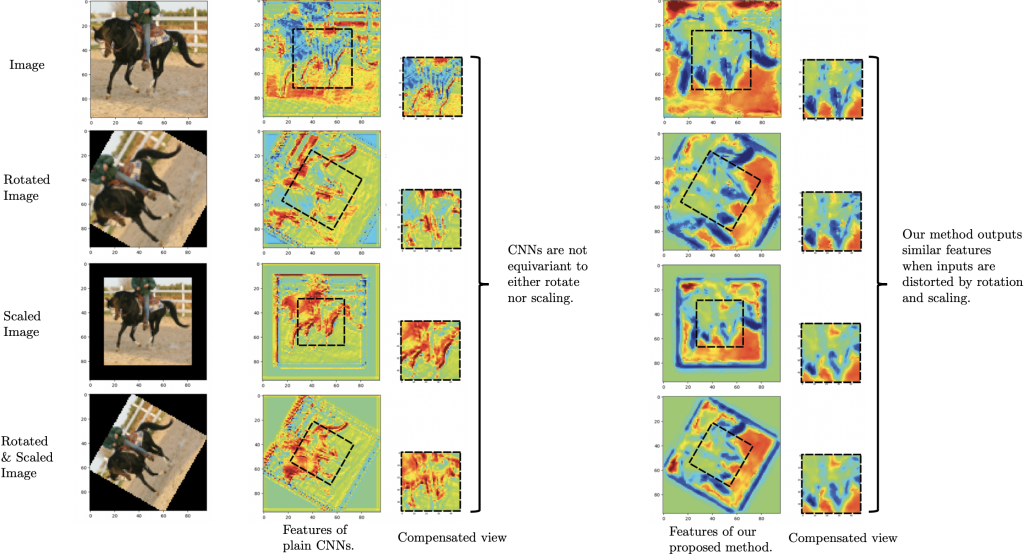 Image
Rotated
Image
Scaled
Image
Rotated
& Scaled
Image
CNNs are not
equivariant to
either rotate
nor scaling.
Our method outputs
similar features
when inputs are
distorted by rotation
and scaling.
Features of
plain CNNs.
Compensated view
Features of our
proposed method.
Compensated view